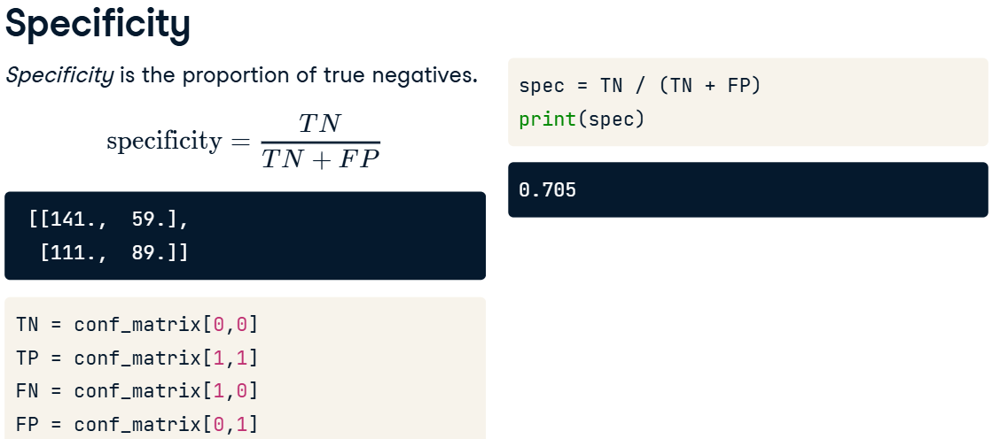 Specificity
Specificity is the proportion of true negatives.
specificity = TN / TN + FP
[[141., 59.],
[111., 89.]]
TN = conf_matrix[0,0]
TP = conf_matrix[1,1]
FN = conf_matrix[1,0]
FP = conf_matrix[0,1]
spec = TN / (TN + FP)
print(spec)
0.705